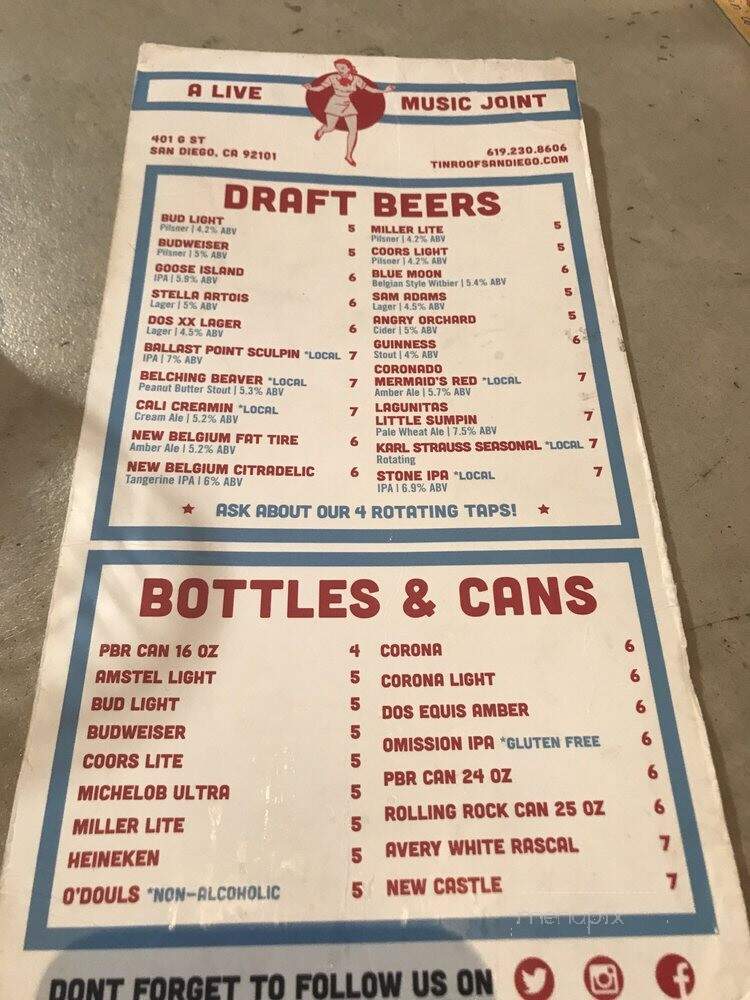 A LIVE MUSIC JOINT
401 G ST
SAN DIEGO, CA 92101
619.230.8606
TINROOFSANDIEGO.COM
DRAFT BEERS
BUD LIGHT 5
Pilsner | 4.2% ABV
BUDWEISER 5
Pilsner | 5% ABV
GOOSE ISLAND 6
IPA | 5.9% ABV
STELLA ARTOIS 6
Lager | 5% ABV
DOS XX LAGER 6
Lager | 4.5% ABV
BALLAST POINT SCULPIN *LOCAL 7
IPA | 7% ABV
BELCHING BEAVER *LOCAL 7
Peanut Butter Stout | 5.3% ABV
CALI CREAMIN *LOCAL 7
Cream Ale | 5.2% ABV
NEW BELGIUM FAT TIRE 6
Amber Ale | 5.2% ABV
NEW BELGIUM CITRADELIC 6
Tangerine IPA | 6% ABV
MILLER LITE 5
Pilsner | 4.2% ABV
COORS LIGHT 5
Pilsner | 4.2% ABV
BLUE MOON 6
Belgian Style Witbier | 5.4% ABV
SAM ADAMS 5
Lager | 4.5% ABV
ANGRY ORCHARD 5
Cider | 5% ABV
GUINNESS 6
Stout | 4% ABV
CORONADO
MERMAID'S RED *LOCAL 7
Amber Ale | 5.7% ABV
LAGUNITAS
LITTLE SUMPIN 7
Pale Wheat Ale | 7.5% ABV
KARL STRAUSS SEASONAL *LOCAL 7
Rotating
STONE IPA *LOCAL 7
IPA | 6.9% ABV
★ ASK ABOUT OUR 4 ROTATING TAPS! ★
BOTTLES & CANS
PBR CAN 16 OZ 4
AMSTEL LIGHT 5
BUD LIGHT 5
BUDWEISER 5
COORS LITE 5
MICHELOB ULTRA 5
MILLER LITE 5
HEINEKEN 5
O'DOULS *NON-ALCOHOLIC 5
CORONA 6
CORONA LIGHT 6
DOS EQUIS AMBER 6
OMISSION IPA *GLUTEN FREE 6
PBR CAN 24 OZ 6
ROLLING ROCK CAN 25 OZ 6
AVERY WHITE RASCAL 7
NEW CASTLE 7
menupix
DONT FORGET TO FOLLOW US ON